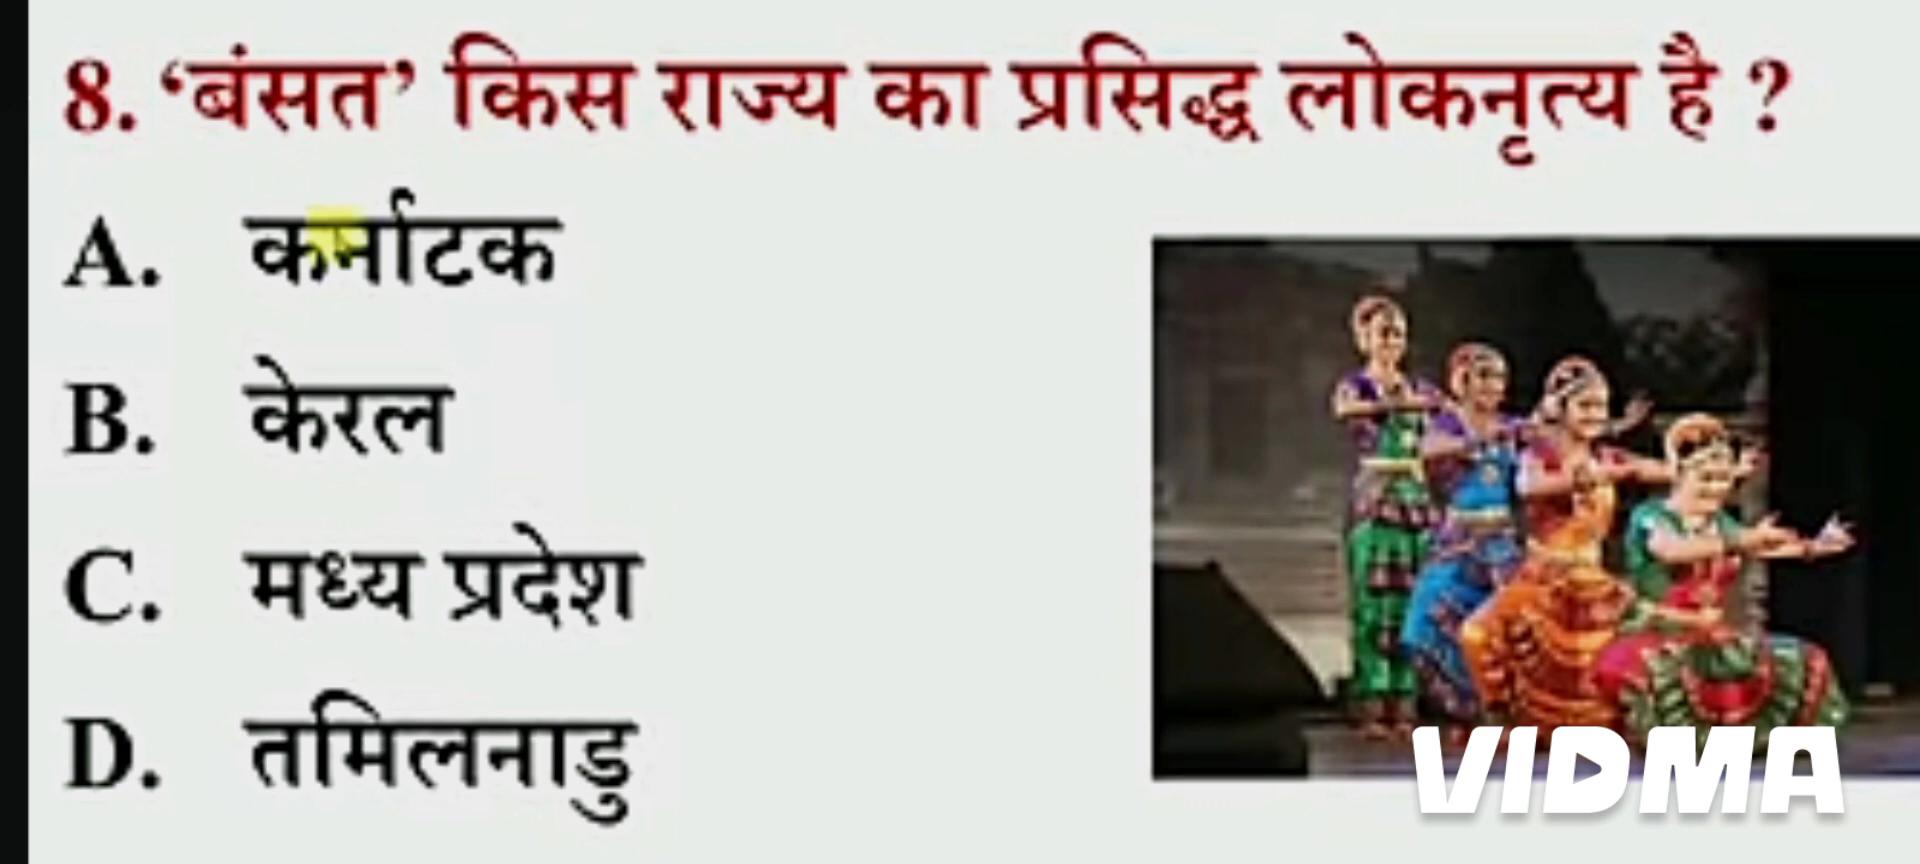 8. ‘बंसत’ किस राज्य का प्रसिद्ध लोकनृत्य है ?
A. कर्नाटक
B. केरल
C. मध्य प्रदेश
D. तमिलनाडु
VIDMA